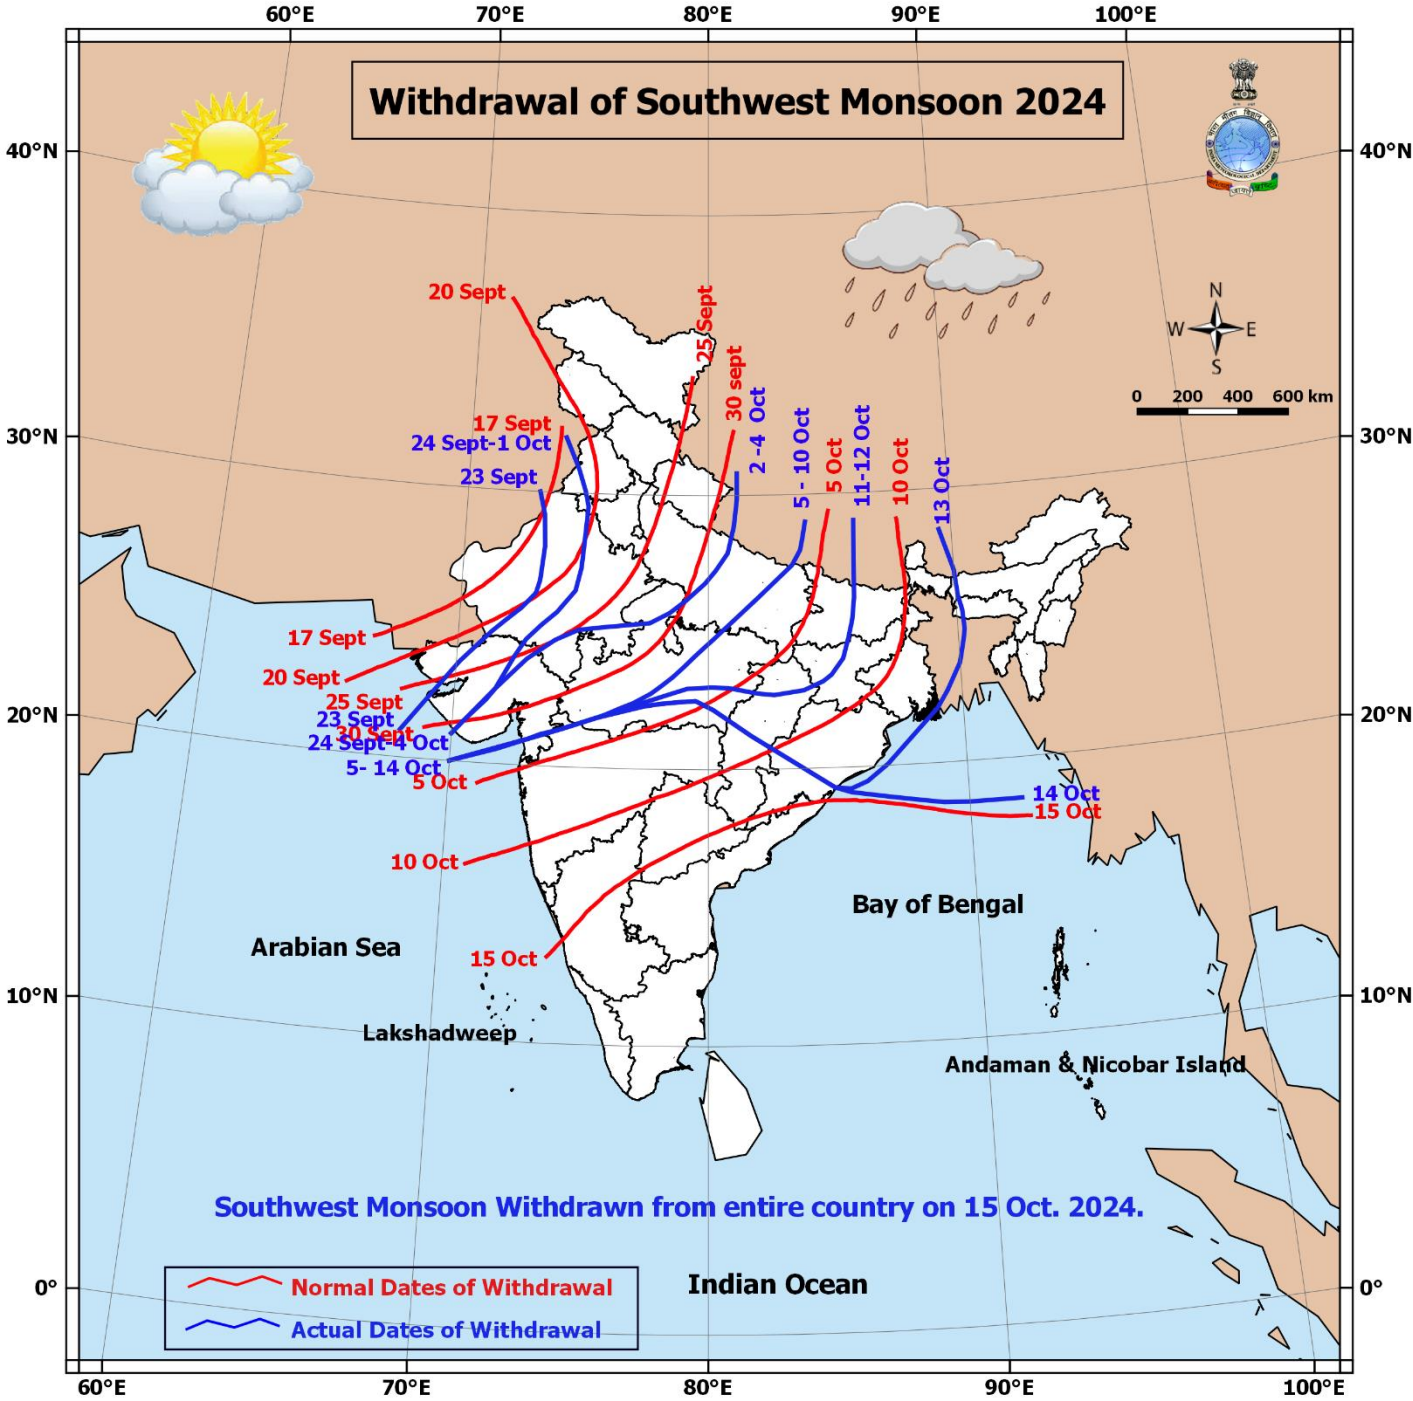 60°E 70°E 80°E 90°E 100°E
Withdrawal of Southwest Monsoon 2024
40°N 40°N
20 Sept
25 Sept
N
W E
S
30 sept
2 -4 Oct
0 200 400 600 km
5 - 10 Oct
11-12 Oct
17 Sept
30°N 30°N
24 Sept-1 Oct
5 Oct
10 Oct
23 Sept
13 Oct
17 Sept
20 Sept
25 Sept
20°N 20°N
23 Sept
30 Sept
24 Sept-4 Oct
5- 14 Oct
5 Oct
14 Oct
15 Oct
10 Oct
Bay of Bengal
Arabian Sea
15 Oct
10°N 10°N
Lakshadweep
Andaman & Nicobar Island
Southwest Monsoon Withdrawn from entire country on 15 Oct. 2024.
Indian Ocean
0° 0°
Normal Dates of Withdrawal
Actual Dates of Withdrawal
60°E 70°E 80°E 90°E 100°E